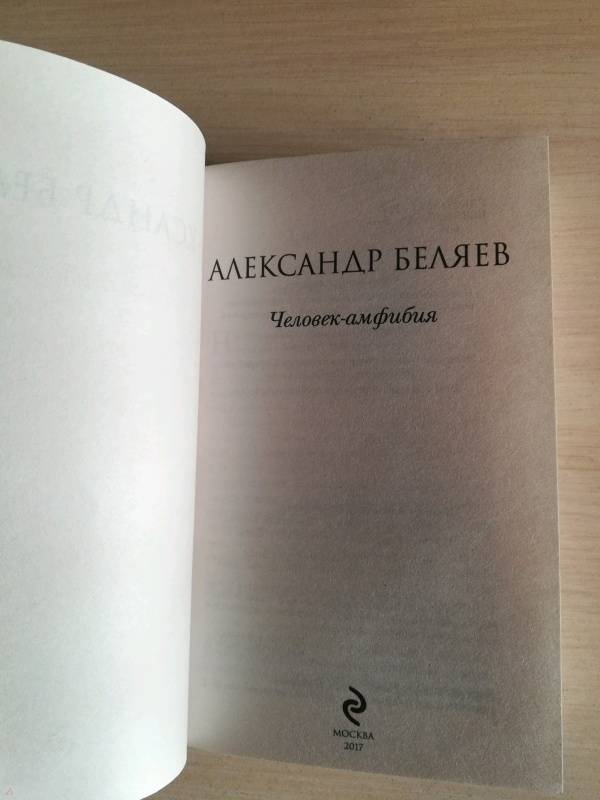 АЛЕКСАНДР БЕЛЯЕВ
Человек-амфибия
МОСКВА
2017